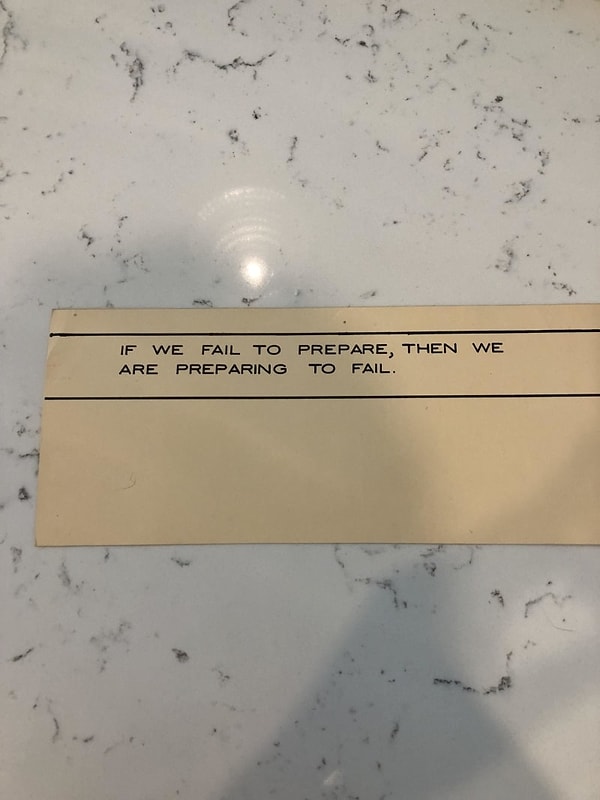 IF WE FAIL TO PREPARE, THEN WE
ARE PREPARING TO FAIL.